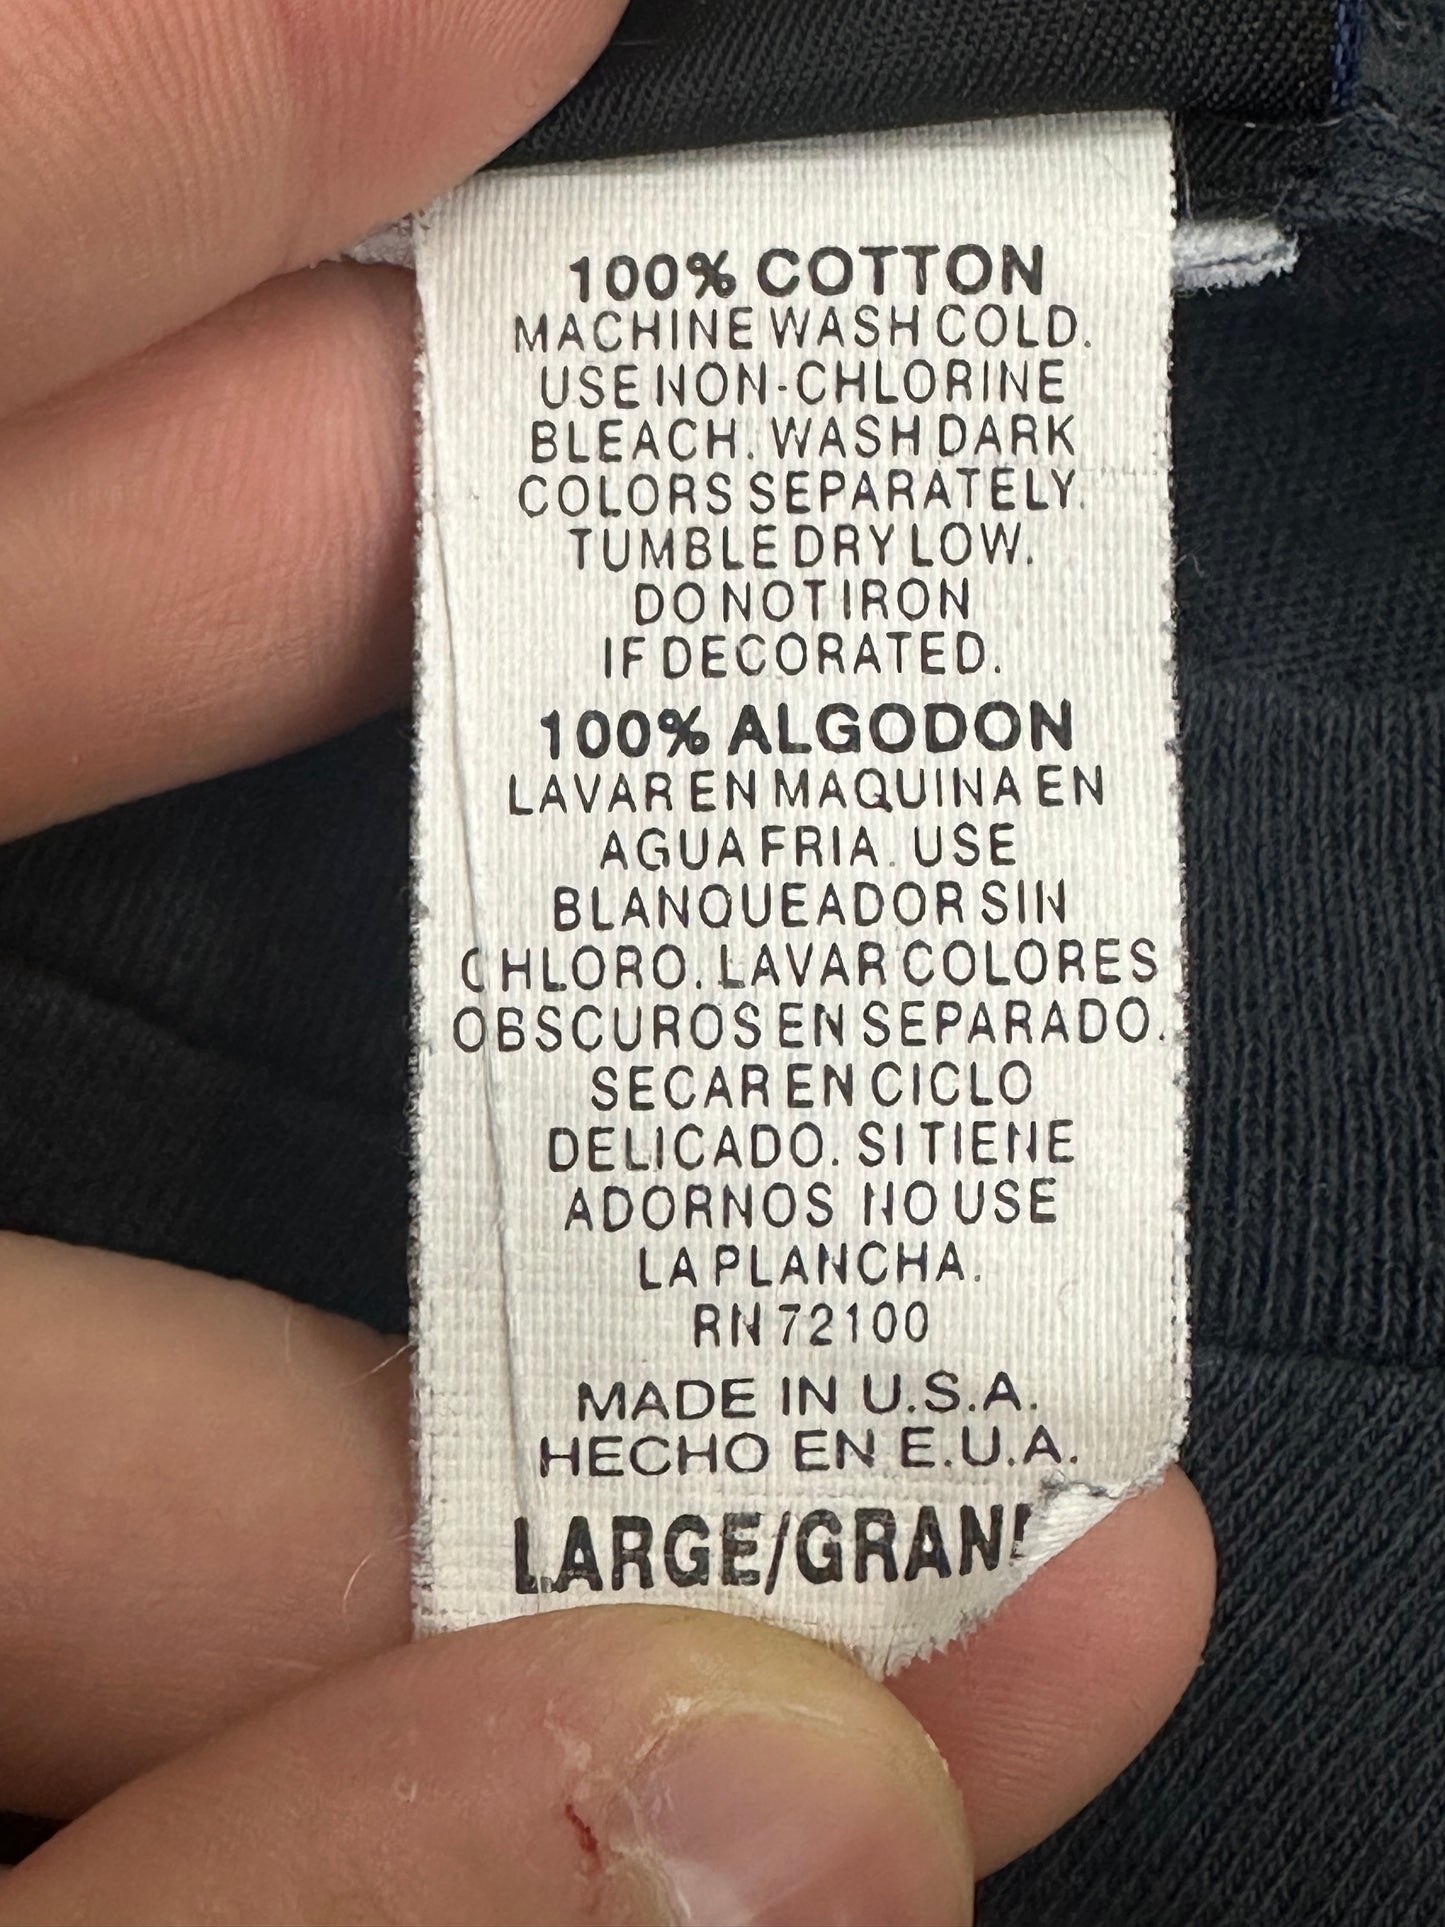 100% COTTON
MACHINE WASH COLD.
USE NON-CHLORINE
BLEACH. WASH DARK
COLORS SEPARATELY.
TUMBLE DRY LOW.
DO NOT IRON
IF DECORATED.
100% ALGODON
LAVAR EN MAQUINA EN
AGUA FRIA. USE
BLANQUEADOR SIN
CHLORO. LAVAR COLORES
OBSCUROS EN SEPARADO.
SECAR EN CICLO
DELICADO. SI TIENE
ADORNOS NO USE
LA PLANCHA.
RN 72100
MADE IN U.S.A.
HECHO EN E.U.A.
LARGE/GRAN